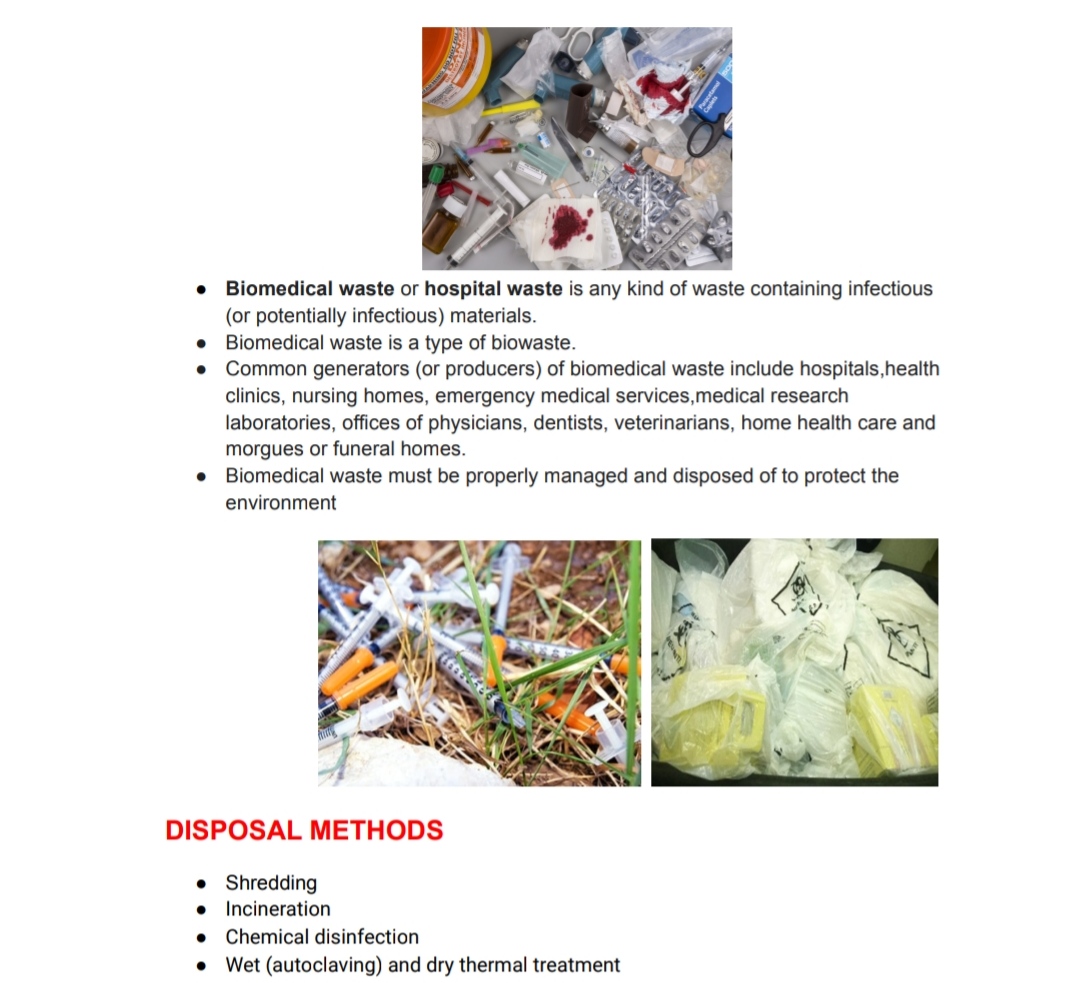 Paracetamol
Caplets
Biomedical waste or hospital waste is any kind of waste containing infectious
(or potentially infectious) materials.
Biomedical waste is a type of biowaste.
Common generators (or producers) of biomedical waste include hospitals,health
clinics, nursing homes, emergency medical services,medical research
laboratories, offices of physicians, dentists, veterinarians, home health care and
morgues or funeral homes.
Biomedical waste must be properly managed and disposed of to protect the
environment
DISPOSAL METHODS
Shredding
Incineration
Chemical disinfection
Wet (autoclaving) and dry thermal treatment